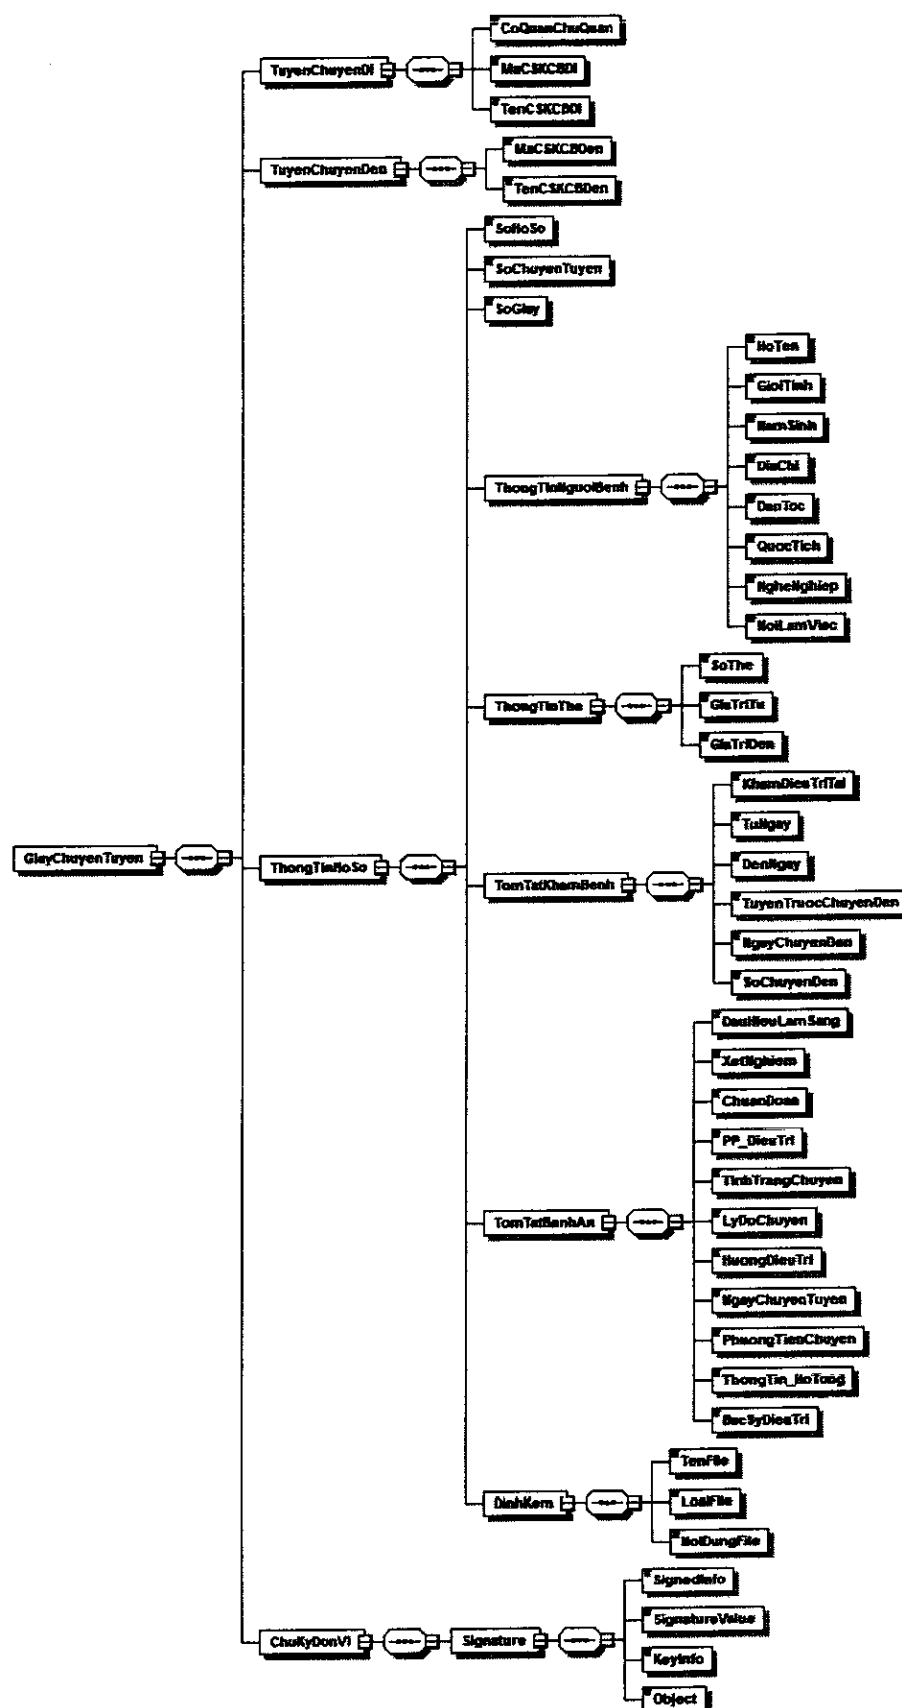 CoQuanChuQuan
TuyenChuyenDi
MaCSKCBDi
TenCSKCBDi
MaCSKCBDen
TuyenChuyenDen
TenCSKCBDen
SoHoSo
SoChuyenTuyen
SoGiay
HoTen
GioiTinh
NamSinh
DiaChi
ThongTinNguoiBenh
DanToc
QuocTich
NgheNghiep
NoiLamViec
SoThe
ThongTinThe
GiaTriTu
GiaTriDen
KhamDieuTriTai
TuNgay
GiayChuyenTuyen
ThongTinHoSo
DenNgay
TomTatKhamBenh
TuyenTruocChuyenDen
NgayChuyenDen
SoChuyenDen
DauHieuLamSang
XetNghiem
ChuanDoan
PP_DieuTri
TinhTrangChuyen
TomTatBenhAn
LyDoChuyen
HuongDieuTri
NgayChuyenTuyen
PhuongTienChuyen
ThongTin_HoTong
BacSyDieuTri
TenFile
DinhKem
LoaiFile
NoiDungFile
SignedInfo
SignatureValue
ChuKyDonVi
Signature
KeyInfo
Object